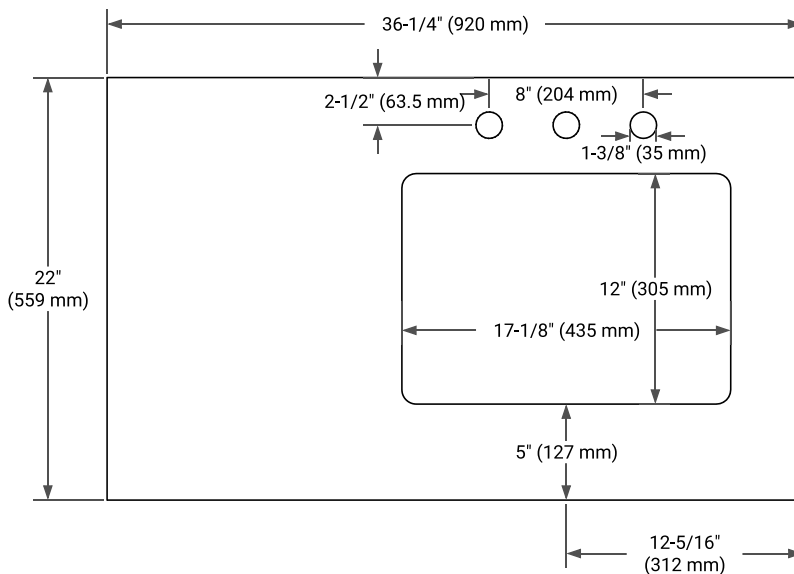 36-1/4" (920 mm)
2-1/2" (63.5 mm)
8" (204 mm)
1-3/8" (35 mm)
22"
(559 mm)
12" (305 mm)
17-1/8" (435 mm)
5" (127 mm)
12-5/16"
(312 mm)